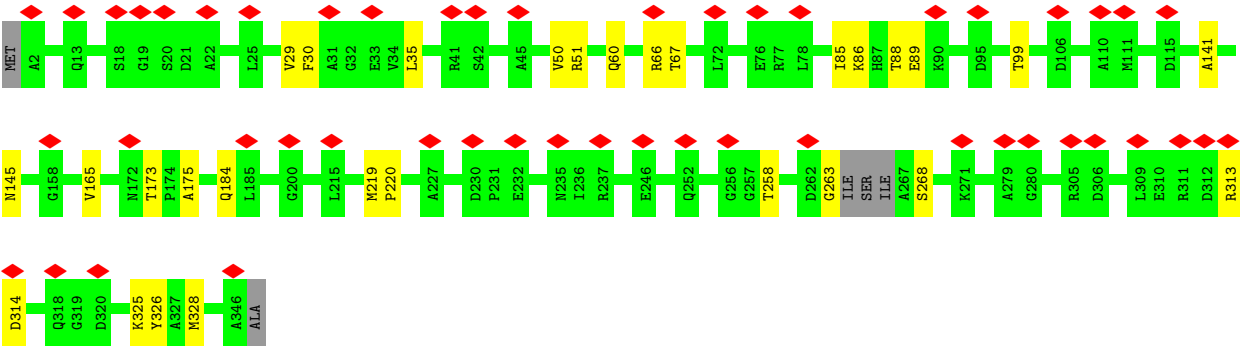 MET A2 Q13 S18 G19 S20 D21 A22 L25 V29 F30 A31 G32 E33 V34 L35 R41 S42 A45 V50 R51 Q60 R66 T67 L72 E76 R77 L78 I85 K86 H87 T88 E89 K90 D95 T99 D106 A110 M111 D115 A141
N145 G158 V165 N172 T173 P174 A175 Q184 L185 G200 L215 M219 P220 A227 D230 P231 E232 N235 I236 R237 E246 Q252 G256 G257 T258 D262 G263 ILE SER ILE A267 S268 K271 A279 G280 R305 D306 L309 E310 R311 D312 R313
D314 Q318 G319 D320 K325 Y326 A327 M328 A346 ALA